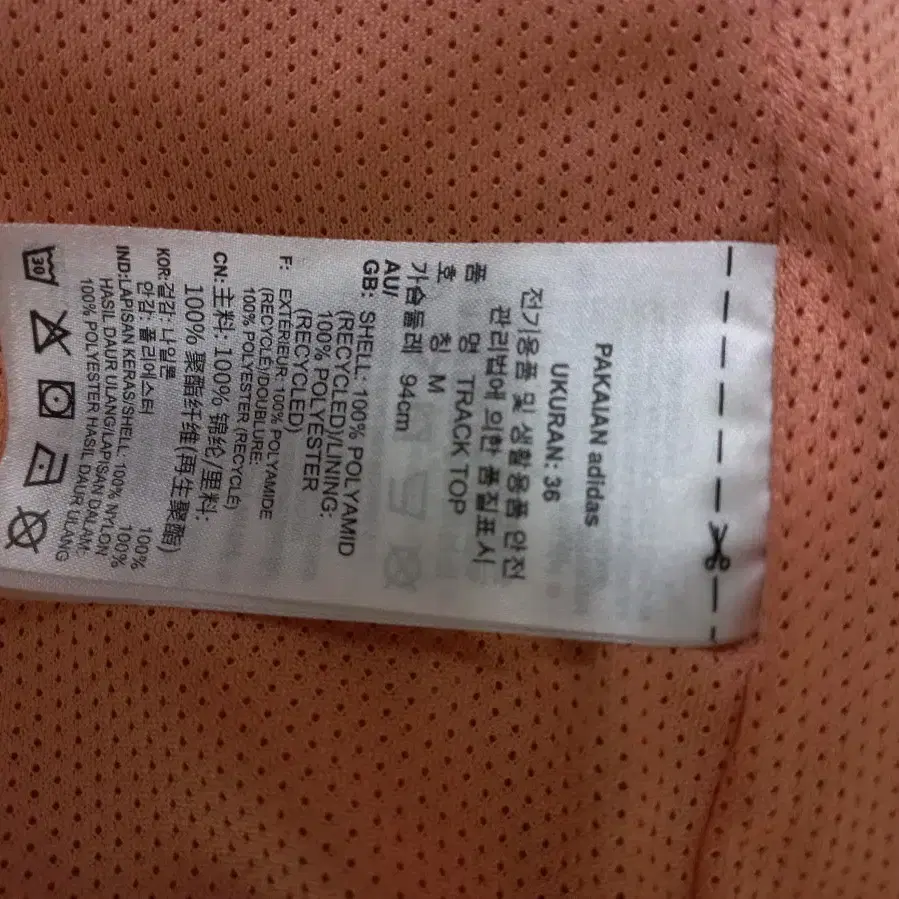 PAKAIAN adidas
UKURAN: 36
전기용품 및 생활용품 안전
관리법에 의한 품질표시
품 명 TRACK TOP
호 칭 M
가슴둘레 94cm
AU/
GB: SHELL: 100% POLYAMID
(RECYCLED)/LINING:
100% POLYESTER
(RECYCLED)
F: EXTERIEUR: 100% POLYAMIDE
(RECYCLÉ)/DOUBLURE:
100% POLYESTER (RECYCLÉ)
CN: 主料: 100% 锦纶/里料:
100% 聚酯纤维(再生聚酯)
KOR: 겉감: 나일론 100%
안감: 폴리에스터 100%
IND: LAPISAN KERAS/SHELL: 100% NYLON
HASIL DAUR ULANG/LAPISAN DALAM:
100% POLYESTER HASIL DAUR ULANG
30